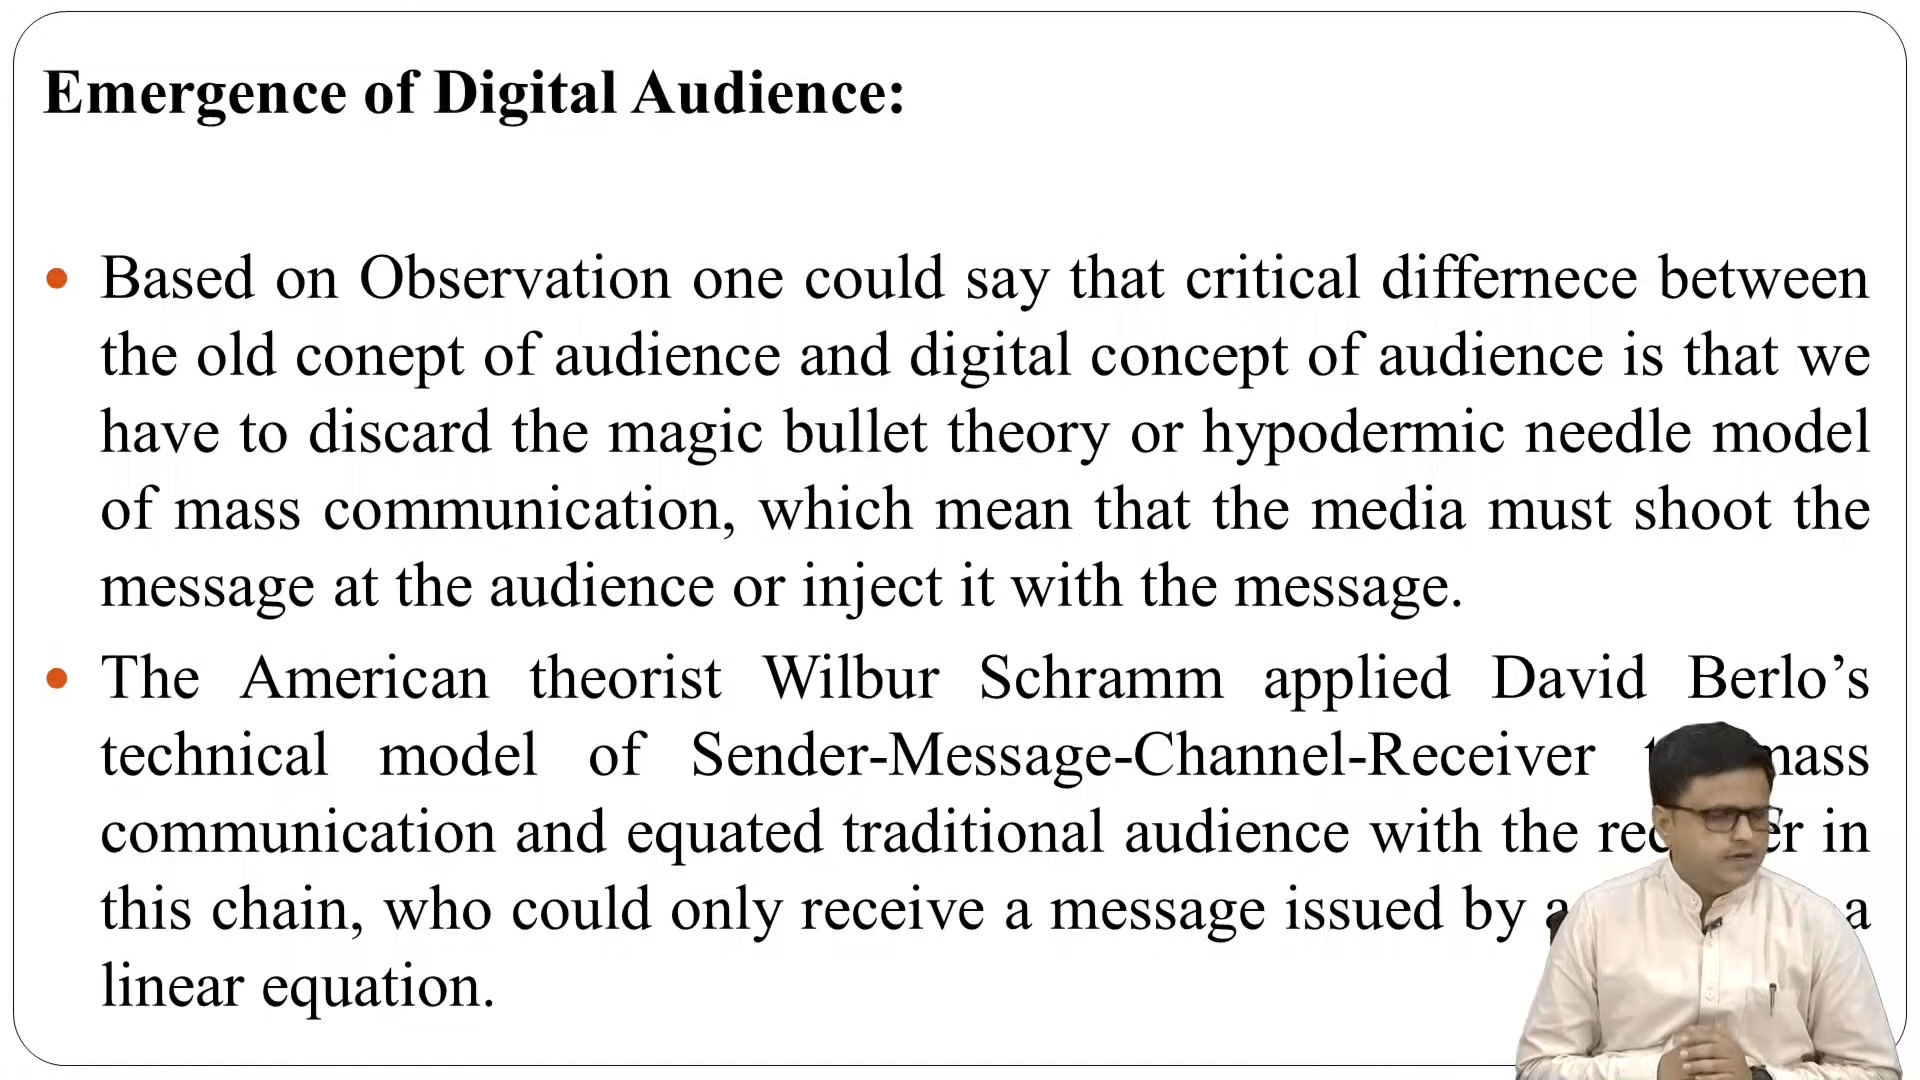 Emergence of Digital Audience:
• Based on Observation one could say that critical differnece between
the old conept of audience and digital concept of audience is that we
have to discard the magic bullet theory or hypodermic needle model
of mass communication, which mean that the media must shoot the
message at the audience or inject it with the message.
• The American theorist Wilbur Schramm applied David Berlo’s
technical model of Sender-Message-Channel-Receiver mass
communication and equated traditional audience with the in
this chain, who could only receive a message issued by a
linear equation.